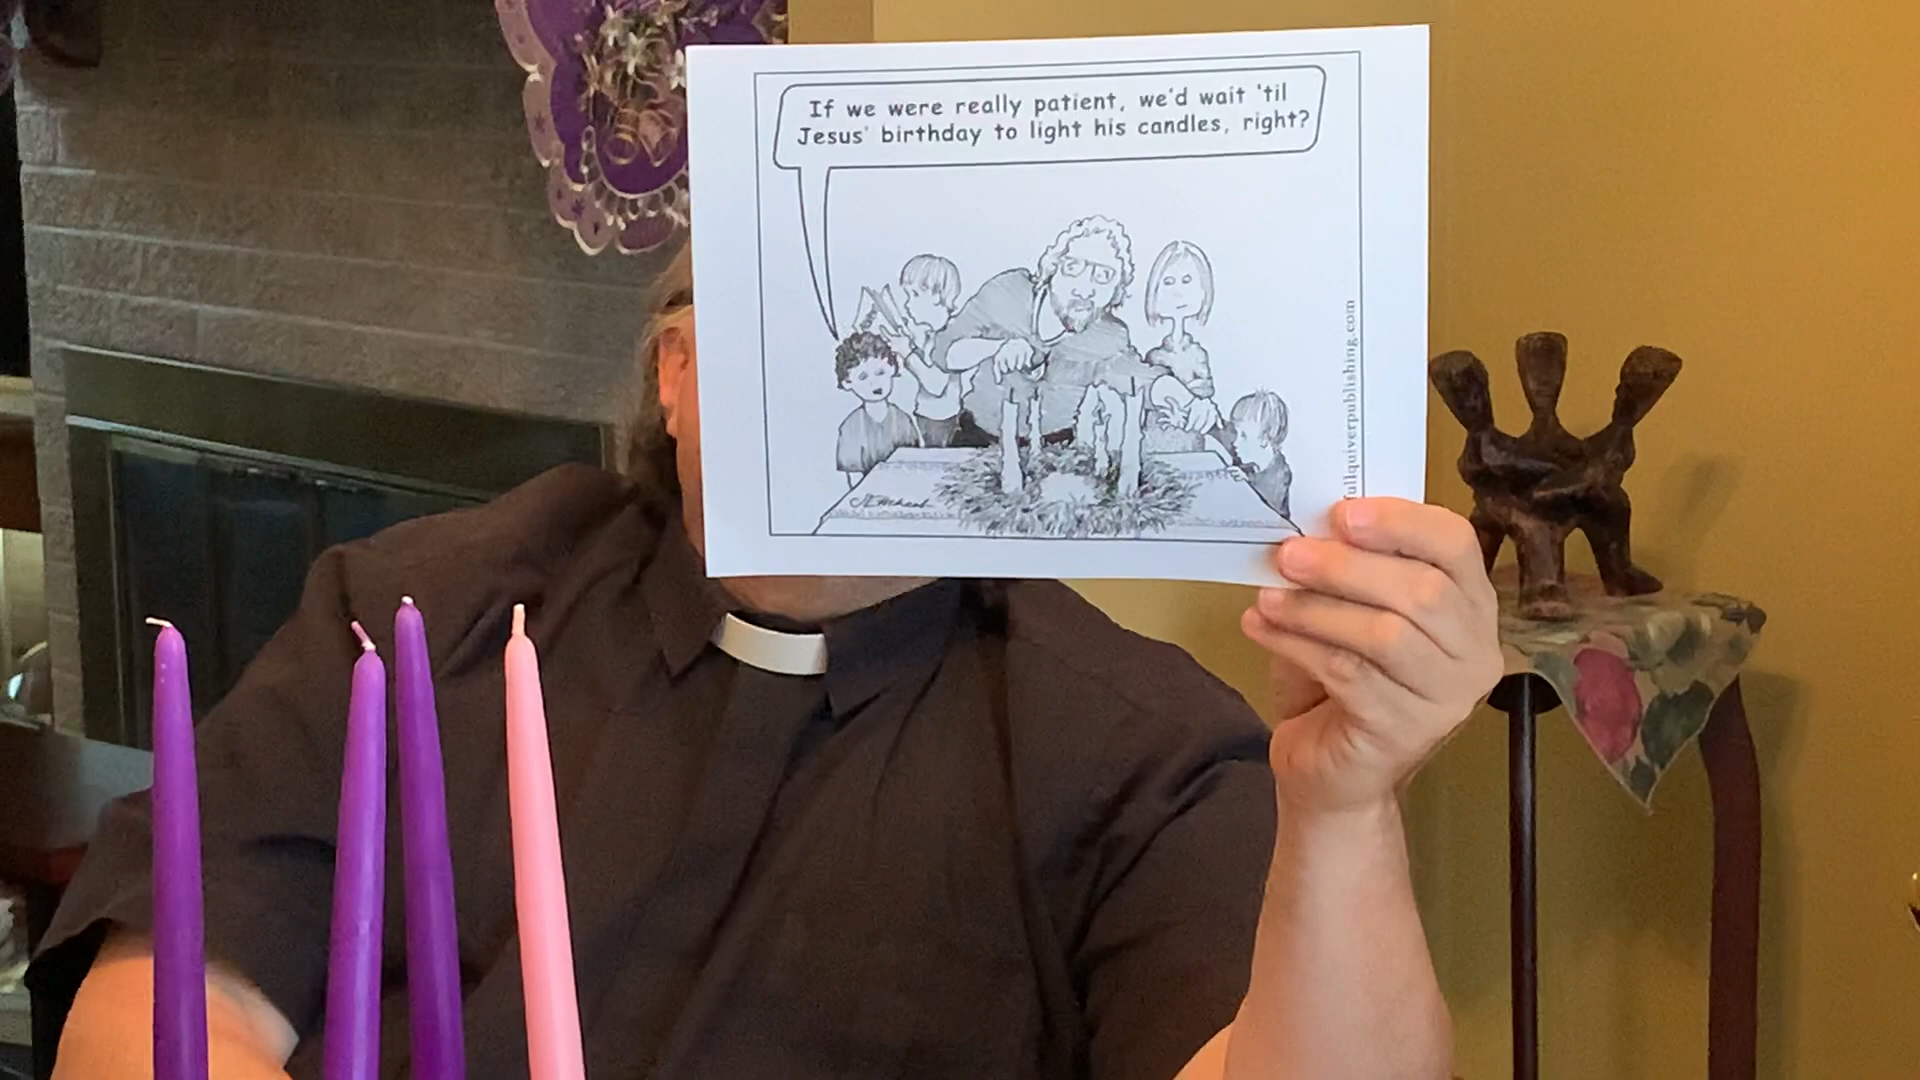 If we were really patient, we'd wait 'til
Jesus' birthday to light his candles, right?
fullquiverpublishing.com